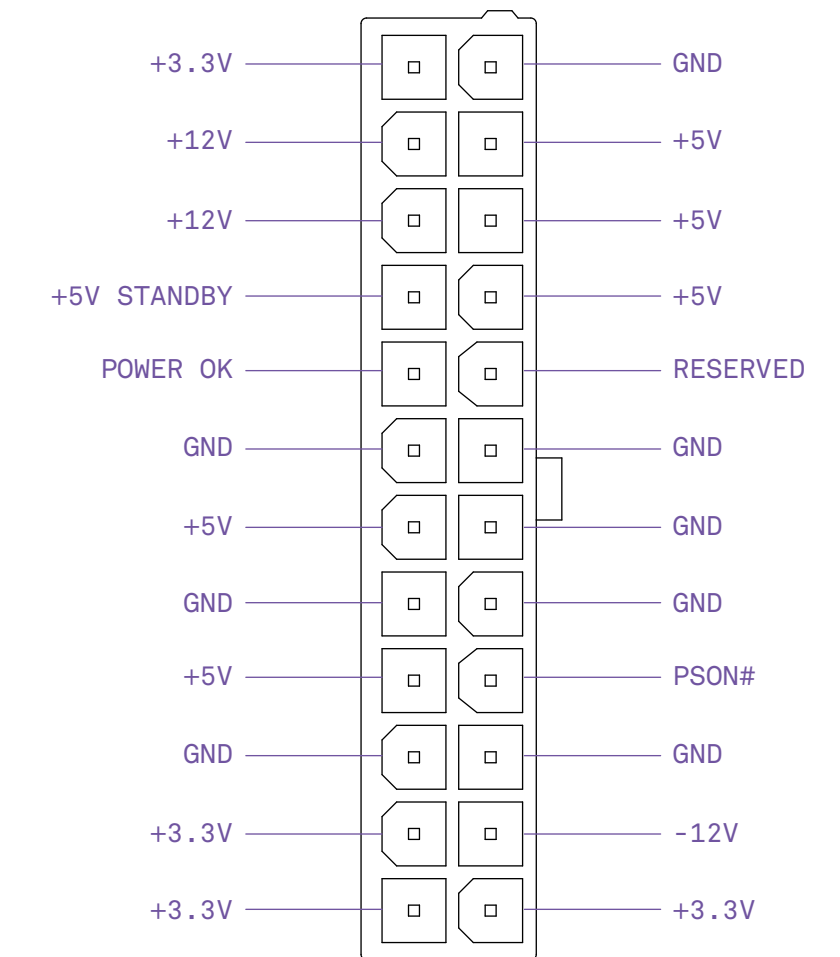 +3.3V GND
+12V +5V
+12V +5V
+5V STANDBY +5V
POWER OK RESERVED
GND GND
+5V GND
GND GND
+5V PSON#
GND GND
+3.3V -12V
+3.3V +3.3V